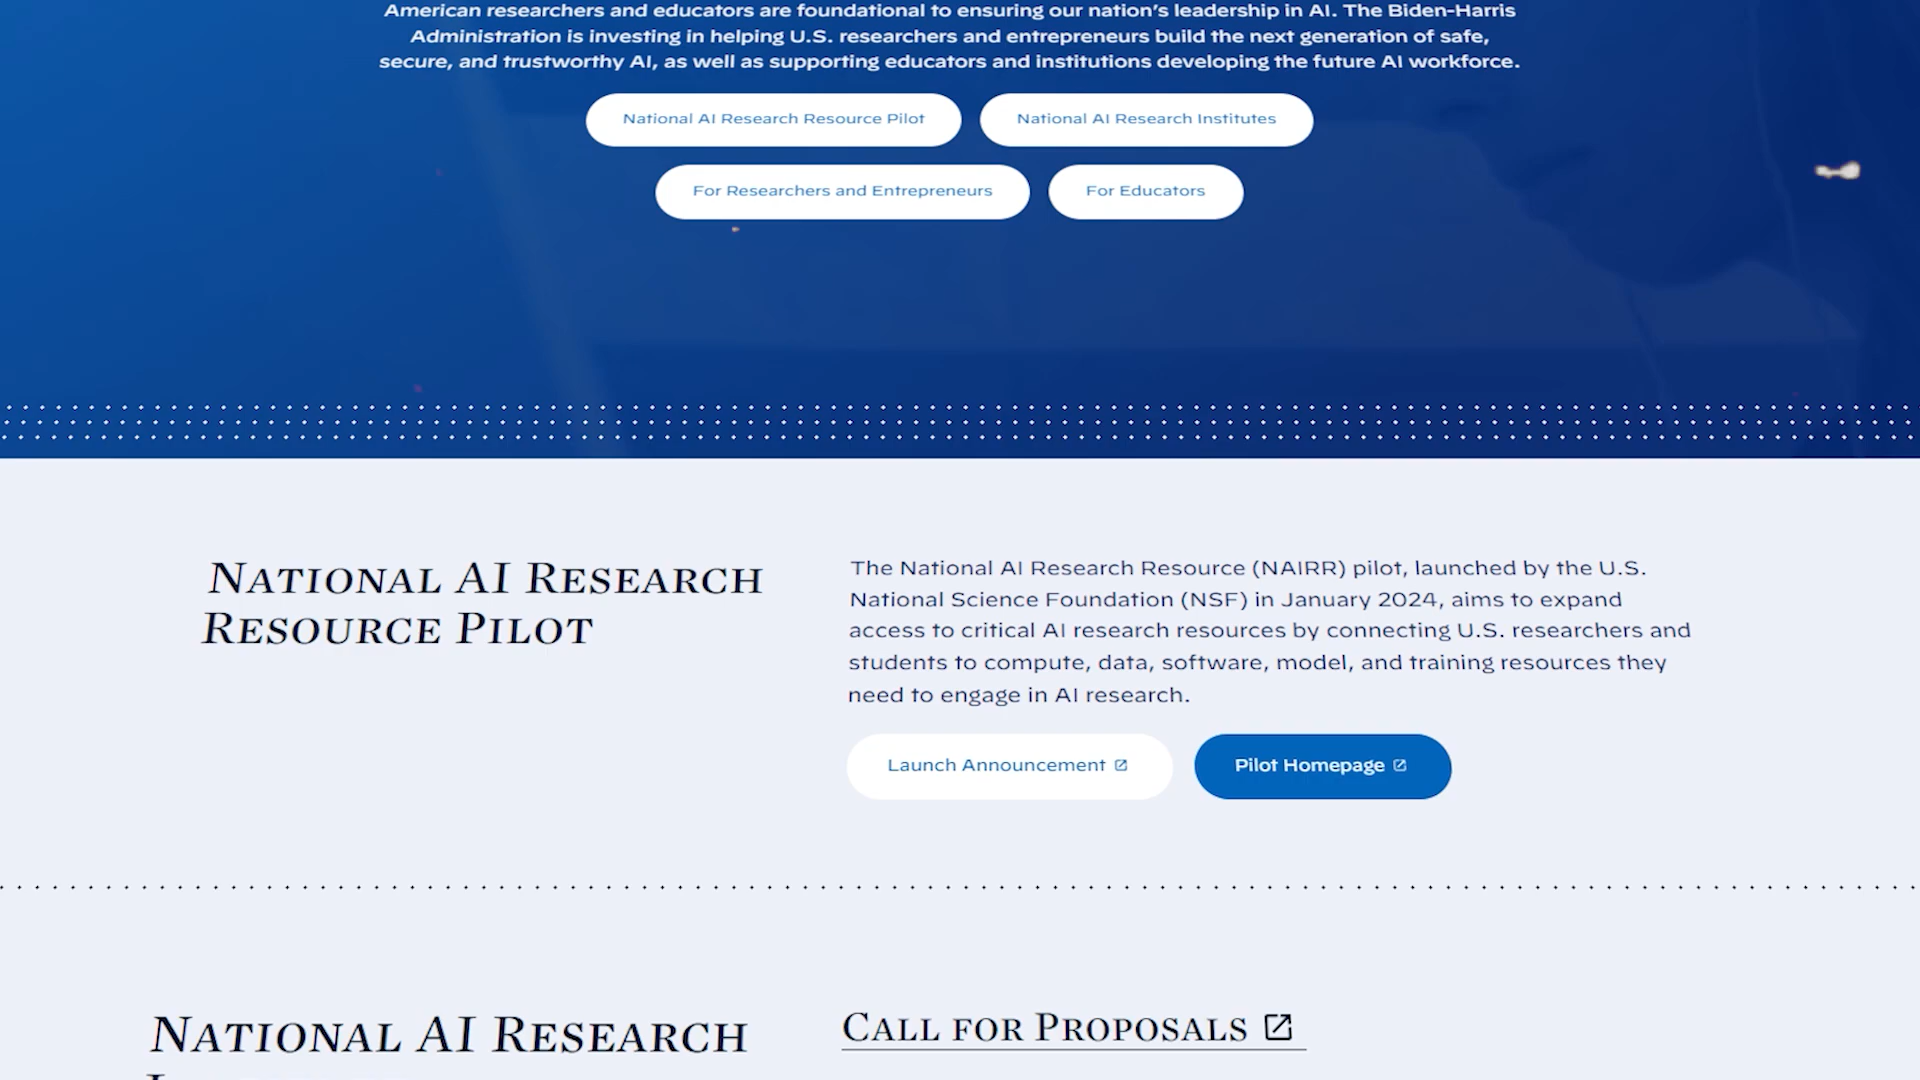 American researchers and educators are foundational to ensuring our nation's leadership in AI. The Biden-Harris
Administration is investing in helping U.S. researchers and entrepreneurs build the next generation of safe,
secure, and trustworthy AI, as well as supporting educators and institutions developing the future AI workforce.
National AI Research Resource Pilot
National AI Research Institutes
For Researchers and Entrepreneurs
For Educators
National AI Research
Resource Pilot
The National AI Research Resource (NAIRR) pilot, launched by the U.S.
National Science Foundation (NSF) in January 2024, aims to expand
access to critical AI research resources by connecting U.S. researchers and
students to compute, data, software, model, and training resources they
need to engage in AI research.
Launch Announcement
Pilot Homepage
National AI Research
Call for Proposals